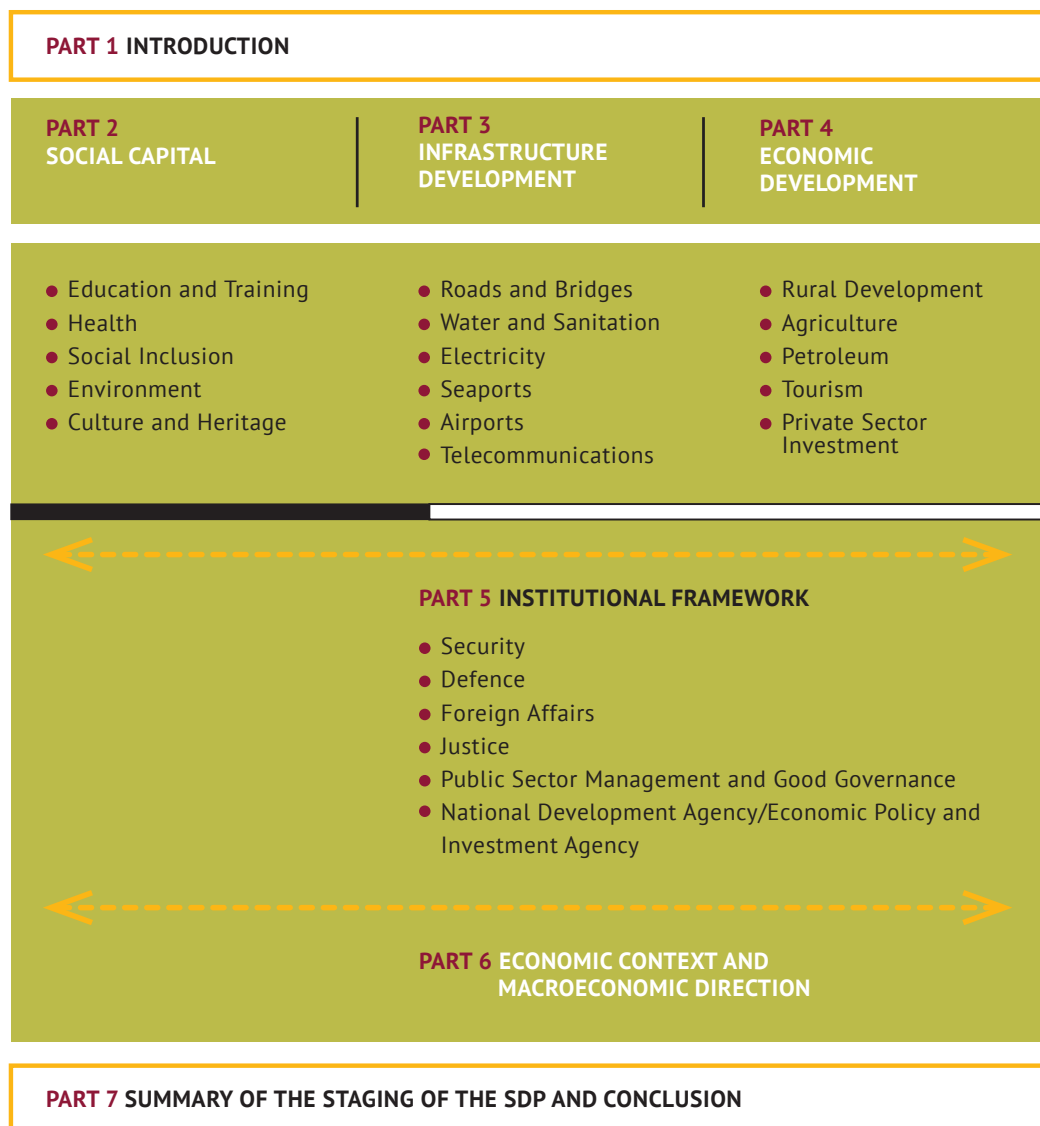 PART 1 INTRODUCTION
PART 2
SOCIAL CAPITAL
PART 3
INFRASTRUCTURE
DEVELOPMENT
PART 4
ECONOMIC
DEVELOPMENT
Education and Training
Health
Social Inclusion
Environment
Culture and Heritage
Roads and Bridges
Water and Sanitation
Electricity
Seaports
Airports
Telecommunications
Rural Development
Agriculture
Petroleum
Tourism
Private Sector
Investment
PART 5 INSTITUTIONAL FRAMEWORK
Security
Defence
Foreign Affairs
Justice
Public Sector Management and Good Governance
National Development Agency/Economic Policy and
Investment Agency
PART 6 ECONOMIC CONTEXT AND
MACROECONOMIC DIRECTION
PART 7 SUMMARY OF THE STAGING OF THE SDP AND CONCLUSION